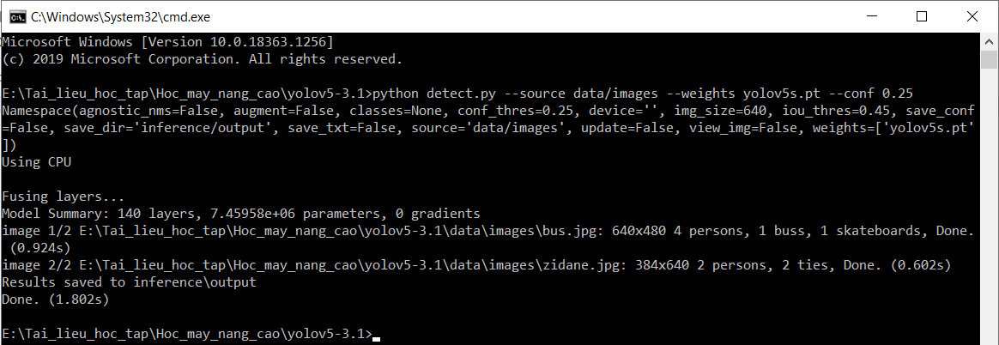 C:\Windows\System32\cmd.exe
Microsoft Windows [Version 10.0.18363.1256]
(c) 2019 Microsoft Corporation. All rights reserved.
E:\Tai_lieu_hoc_tap\Hoc_may_nang_cao\yolov5-3.1>python detect.py --source data/images --weights yolov5s.pt --conf 0.25
Namespace(agnostic_nms=False, augment=False, classes=None, conf_thres=0.25, device='', img_size=640, iou_thres=0.45, save_conf
=False, save_dir='inference/output', save_txt=False, source='data/images', update=False, view_img=False, weights=['yolov5s.pt'
])
Using CPU
Fusing layers...
Model Summary: 140 layers, 7.45958e+06 parameters, 0 gradients
image 1/2 E:\Tai_lieu_hoc_tap\Hoc_may_nang_cao\yolov5-3.1\data\images\bus.jpg: 640x480 4 persons, 1 buss, 1 skateboards, Done.
(0.924s)
image 2/2 E:\Tai_lieu_hoc_tap\Hoc_may_nang_cao\yolov5-3.1\data\images\zidane.jpg: 384x640 2 persons, 2 ties, Done. (0.602s)
Results saved to inference\output
Done. (1.802s)
E:\Tai_lieu_hoc_tap\Hoc_may_nang_cao\yolov5-3.1>